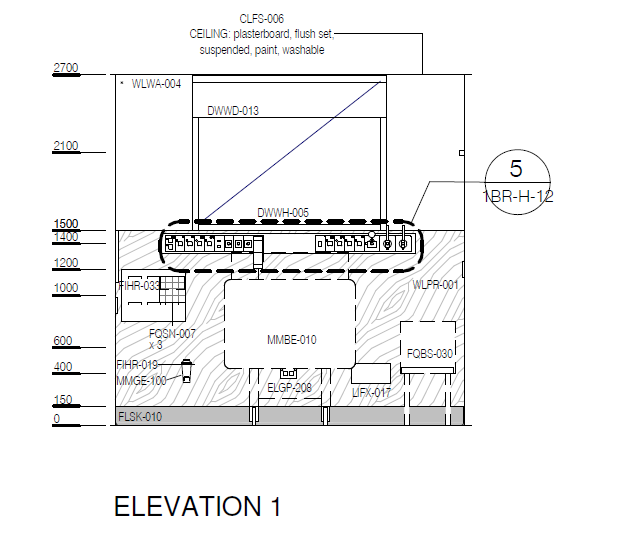 CLFS-006
CEILING: plasterboard, flush set,
suspended, paint, washable
2700
* WLWA-004
DWWD-013
2100
5
1BR-H-12
DWWH-005
1500
1400
1200
1000
FIHR-033
WLPR-001
FQSN-007
x 3
MMBE-010
600
FQBS-030
400
FIHR-019
MMGE-100
ELGP-208
LIFX-017
150
FLSK-010
0
ELEVATION 1